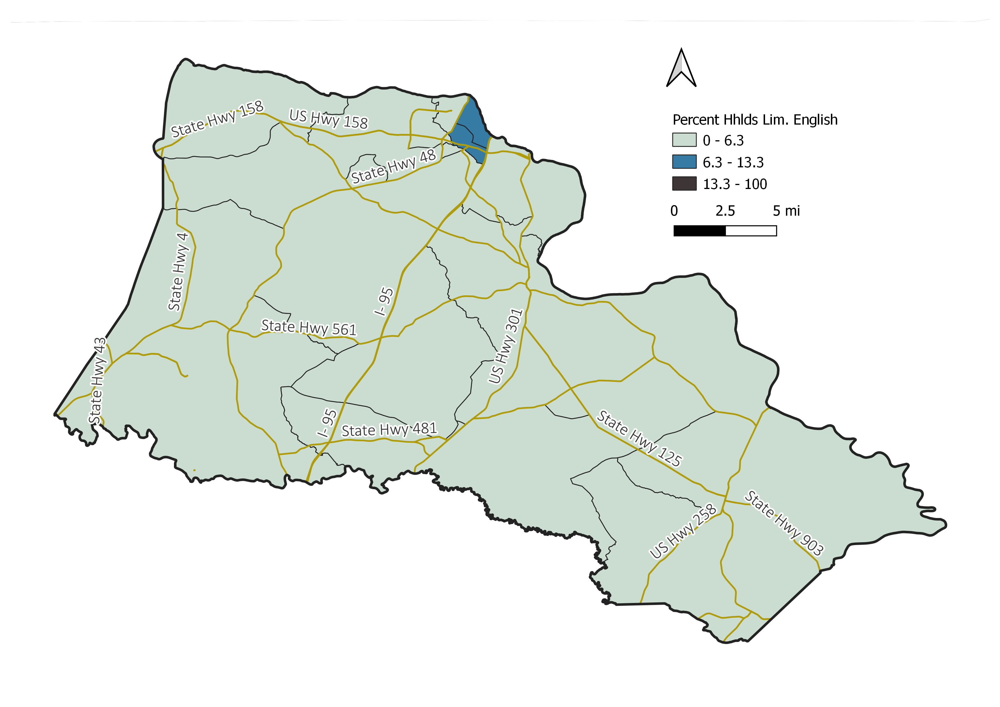 Percent Hhlds Lim. English
0 - 6.3
6.3 - 13.3
13.3 - 100
0 2.5 5 mi
State Hwy 158
US Hwy 158
State Hwy 48
State Hwy 4
I- 95
State Hwy 561
US Hwy 301
State Hwy 43
I- 95
State Hwy 481
State Hwy 125
US Hwy 258
State Hwy 903